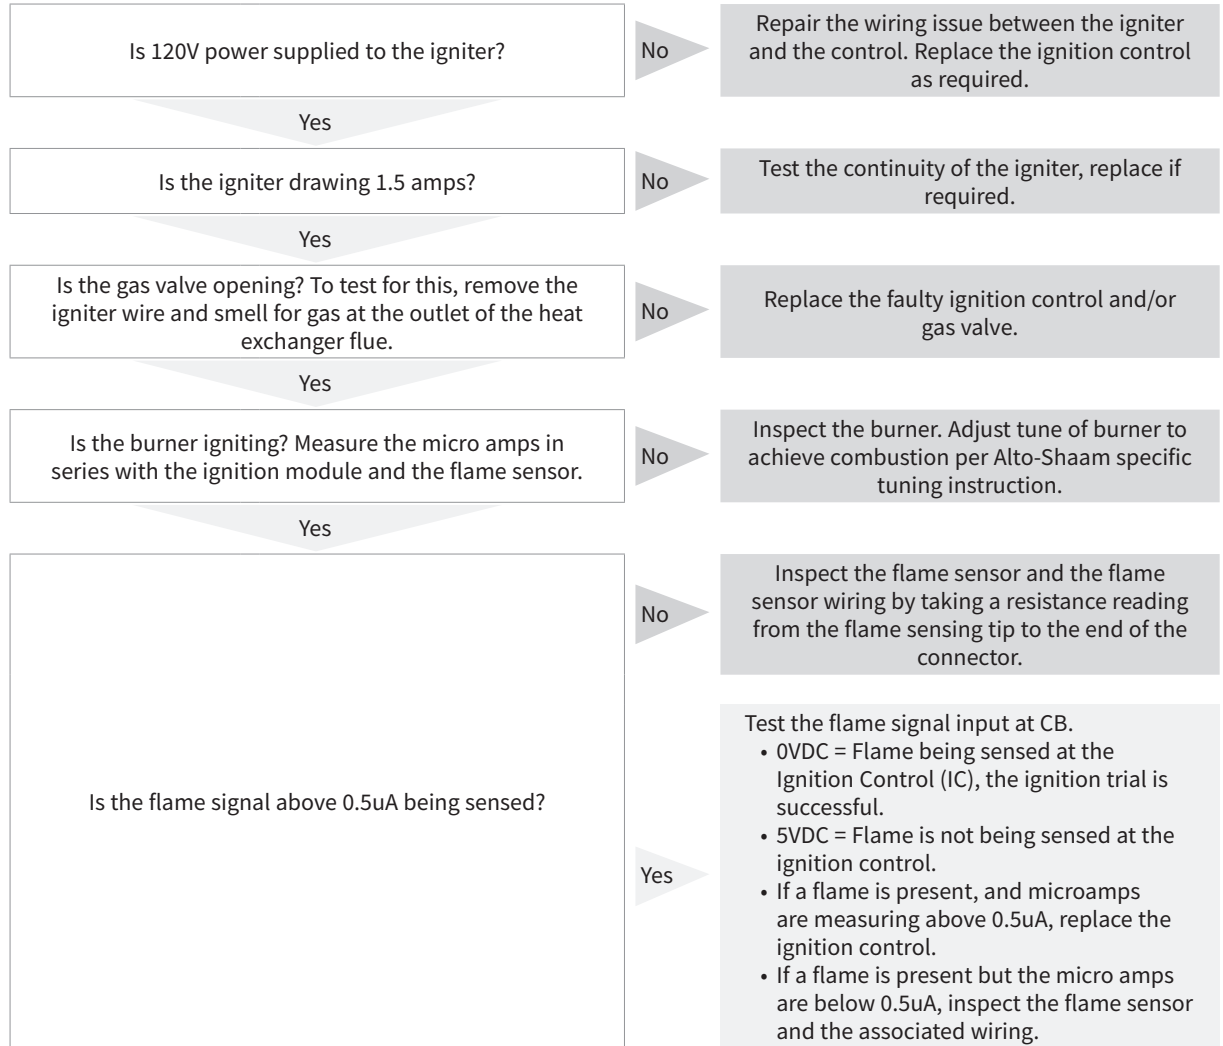 Is 120V power supplied to the igniter?
No
Repair the wiring issue between the igniter
and the control. Replace the ignition control
as required.
Yes
Is the igniter drawing 1.5 amps?
No
Test the continuity of the igniter, replace if
required.
Yes
Is the gas valve opening? To test for this, remove the
igniter wire and smell for gas at the outlet of the heat
exchanger flue.
No
Replace the faulty ignition control and/or
gas valve.
Yes
Is the burner igniting? Measure the micro amps in
series with the ignition module and the flame sensor.
No
Inspect the burner. Adjust tune of burner to
achieve combustion per Alto-Shaam specific
tuning instruction.
Yes
Is the flame signal above 0.5uA being sensed?
No
Inspect the flame sensor and the flame
sensor wiring by taking a resistance reading
from the flame sensing tip to the end of the
connector.
Yes
Test the flame signal input at CB.
• 0VDC = Flame being sensed at the
Ignition Control (IC), the ignition trial is
successful.
• 5VDC = Flame is not being sensed at the
ignition control.
• If a flame is present, and microamps
are measuring above 0.5uA, replace the
ignition control.
• If a flame is present but the micro amps
are below 0.5uA, inspect the flame sensor
and the associated wiring.